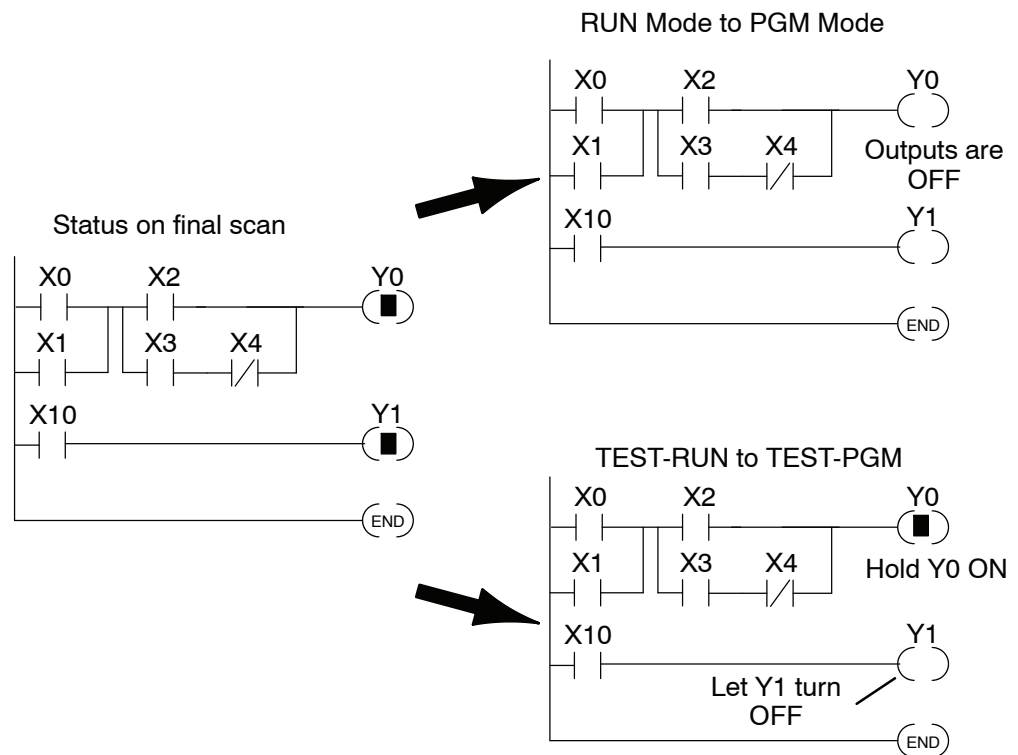 RUN Mode to PGM Mode
X0 X2 Y0
X1 X3 X4
Outputs are
OFF
X10 Y1
END
Status on final scan
X0 X2 Y0
X1 X3 X4
X10 Y1
END
TEST-RUN to TEST-PGM
X0 X2 Y0
X1 X3 X4
Hold Y0 ON
X10 Y1
Let Y1 turn
OFF
END